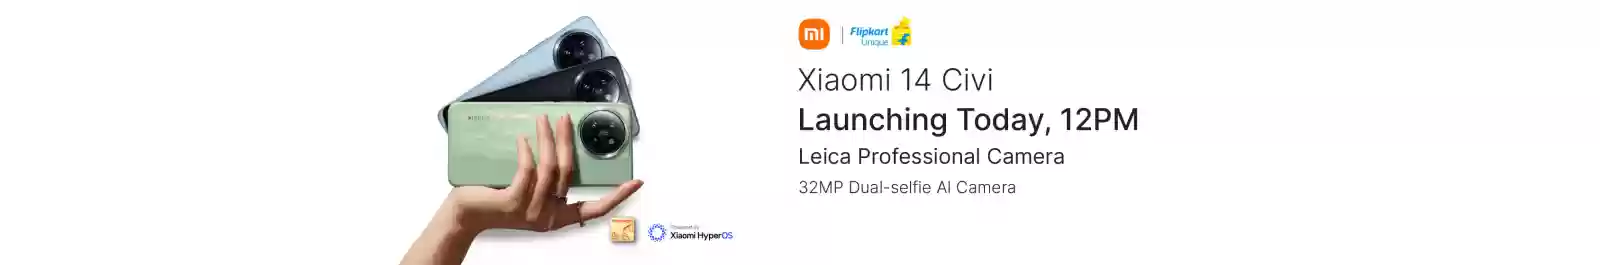 mi
Flipkart
Unique
Xiaomi 14 Civi
Launching Today, 12PM
Leica Professional Camera
32MP Dual-selfie AI Camera
Xiaomi HyperOS